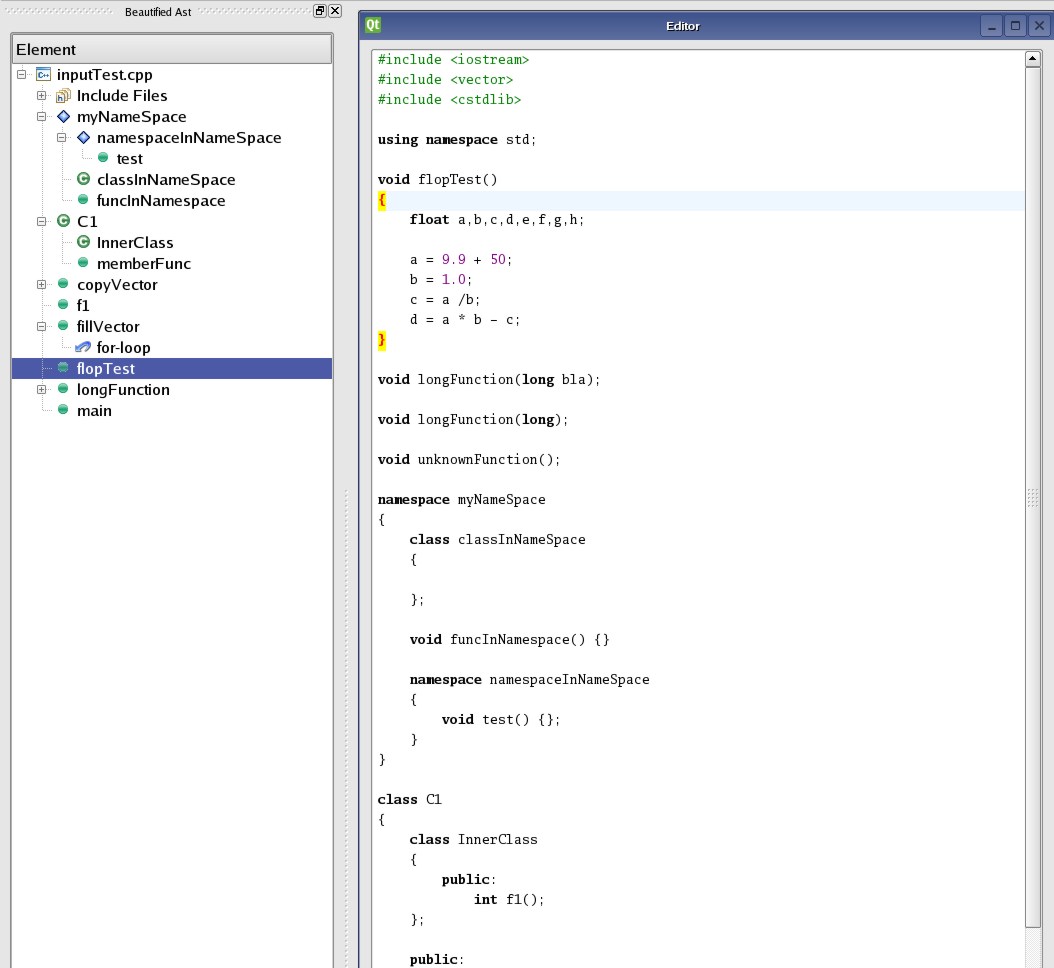 Beautified Ast
Element
inputTest.cpp
Include Files
myNameSpace
namespaceInNameSpace
test
classInNameSpace
funcInNamespace
C1
InnerClass
memberFunc
copyVector
f1
fillVector
for-loop
flopTest
longFunction
main
Qt Editor
#include <iostream>
#include <vector>
#include <cstdlib>
using namespace std;
void flopTest()
{
float a,b,c,d,e,f,g,h;
a = 9.9 + 50;
b = 1.0;
c = a /b;
d = a * b - c;
}
void longFunction(long bla);
void longFunction(long);
void unknownFunction();
namespace myNameSpace
{
class classInNameSpace
{
};
void funcInNamespace() {}
namespace namespaceInNameSpace
{
void test() {};
}
}
class C1
{
class InnerClass
{
public:
int f1();
};
public: